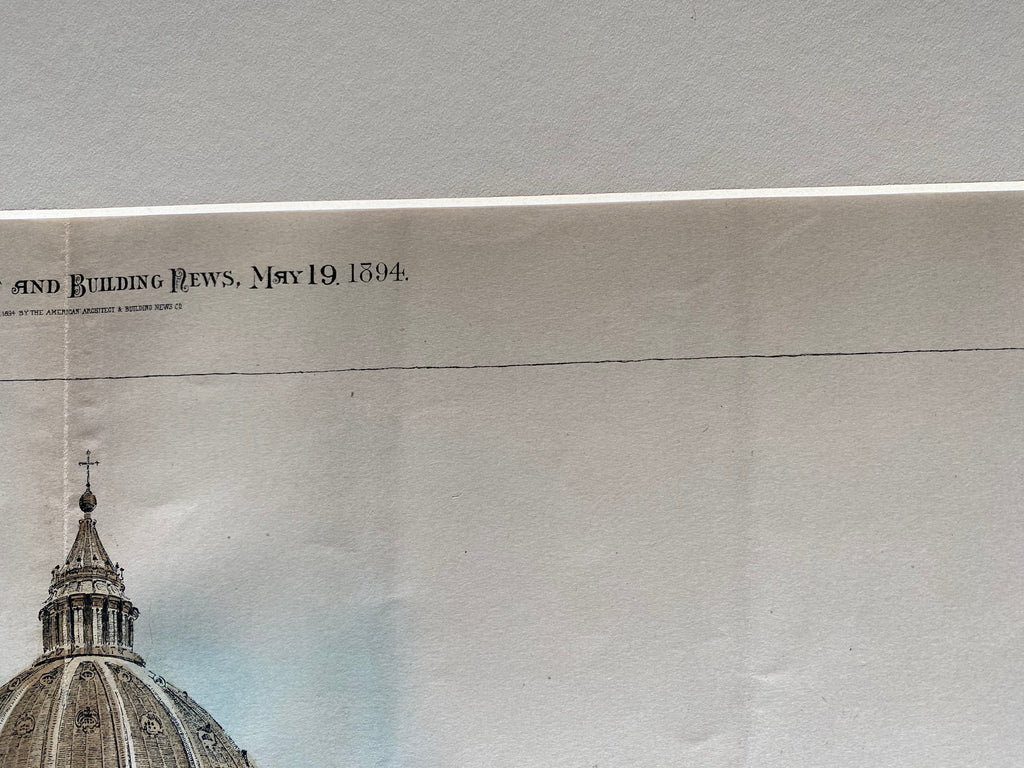 AND BUILDING NEWS, MAY 19. 1894.
1894 BY THE AMERICAN ARCHITECT & BUILDING NEWS CO